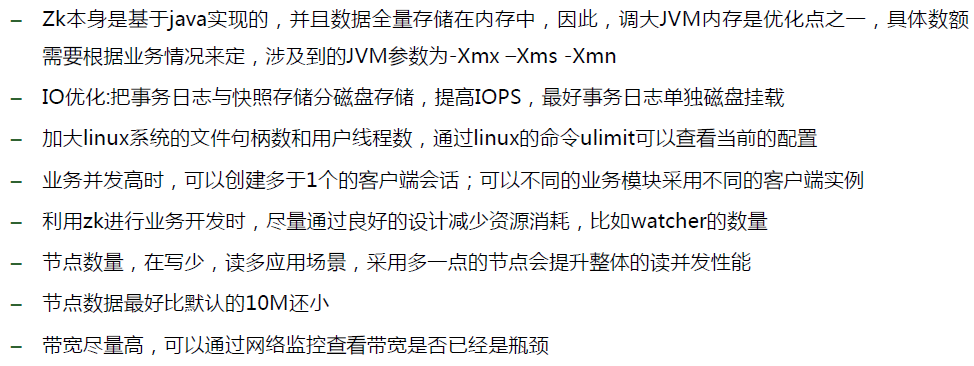 – Zk本身是基于java实现的，并且数据全量存储在内存中，因此，调大JVM内存是优化点之一，具体数额
需要根据业务情况来定，涉及到的JVM参数为-Xmx –Xms -Xmn
– IO优化:把事务日志与快照存储分磁盘存储，提高IOPS，最好事务日志单独磁盘挂载
– 加大linux系统的文件句柄数和用户线程数，通过linux的命令ulimit可以查看当前的配置
– 业务并发高时，可以创建多于1个的客户端会话；可以不同的业务模块采用不同的客户端实例
– 利用zk进行业务开发时，尽量通过良好的设计减少资源消耗，比如watcher的数量
– 节点数量，在写少，读多应用场景，采用多一点的节点会提升整体的读并发性能
– 节点数据最好比默认的10M还小
– 带宽尽量高，可以通过网络监控查看带宽是否已经是瓶颈